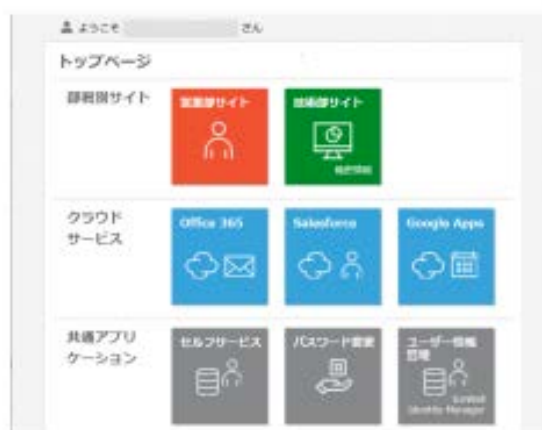 ようこそ さん
トップページ
部署別サイト
営業部サイト
技術部サイト
クラウド
サービス
Office 365
Salesforce
Google Apps
共通アプリ
ケーション
セルフサービス
パスワード変更
ユーザー情報
管理
Identity Manager